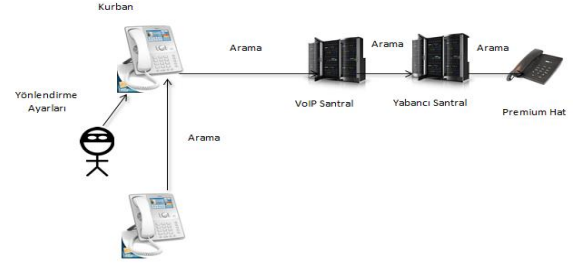 Kurban
Arama
Arama
Arama
Yönlendirme
Ayarları
VoIP Santral
Yabancı Santral
Premium Hat
Arama